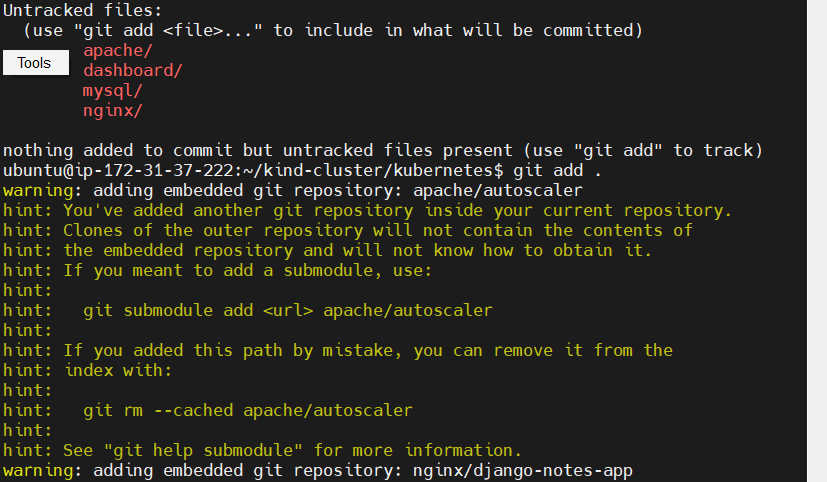 Untracked files:
  (use "git add <file>..." to include in what will be committed)
        apache/
Tools
        dashboard/
        mysql/
        nginx/

nothing added to commit but untracked files present (use "git add" to track)
ubuntu@ip-172-31-37-222:~/kind-cluster/kubernetes$ git add .
warning: adding embedded git repository: apache/autoscaler
hint: You've added another git repository inside your current repository.
hint: Clones of the outer repository will not contain the contents of
hint: the embedded repository and will not know how to obtain it.
hint: If you meant to add a submodule, use:
hint:
hint:   git submodule add <url> apache/autoscaler
hint:
hint: If you added this path by mistake, you can remove it from the
hint: index with:
hint:
hint:   git rm --cached apache/autoscaler
hint:
hint: See "git help submodule" for more information.
warning: adding embedded git repository: nginx/django-notes-app